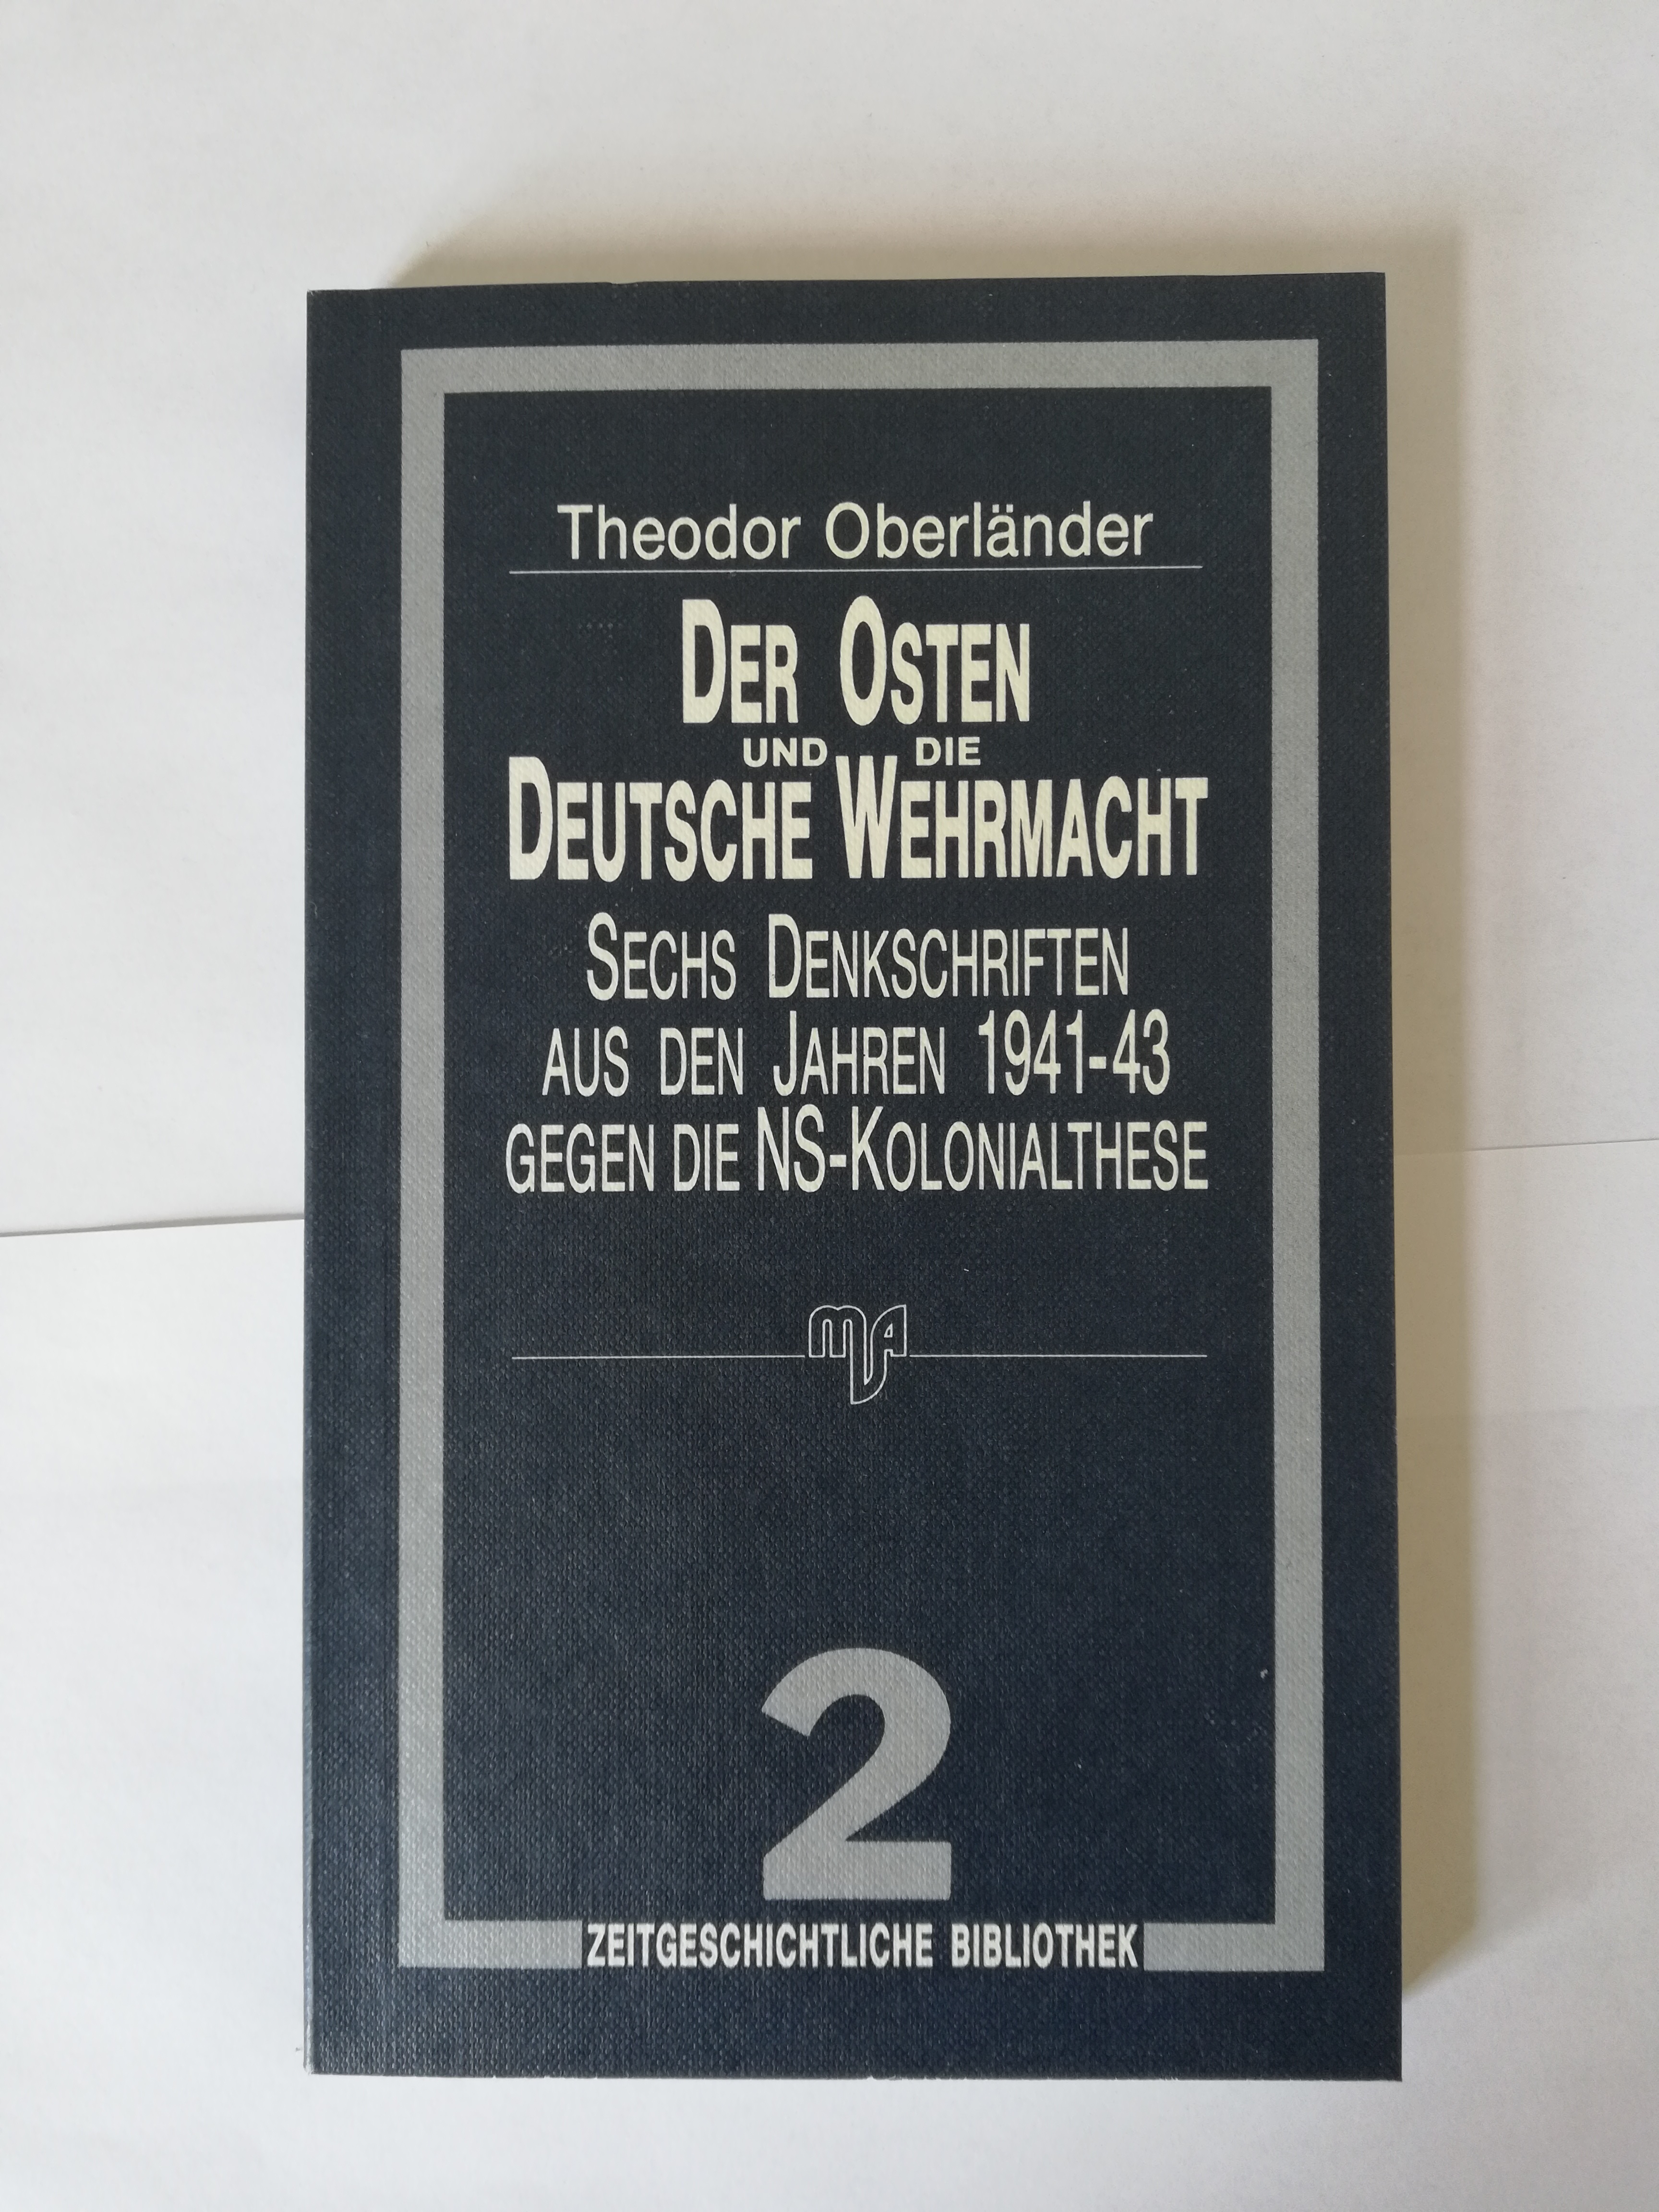 Theodor Oberländer
DER OSTEN
UND DIE
DEUTSCHE WEHRMACHT
SECHS DENKSCHRIFTEN
AUS DEN JAHREN 1941-43
GEGEN DIE NS-KOLONIALTHESE
MVA
2
ZEITGESCHICHTLICHE BIBLIOTHEK